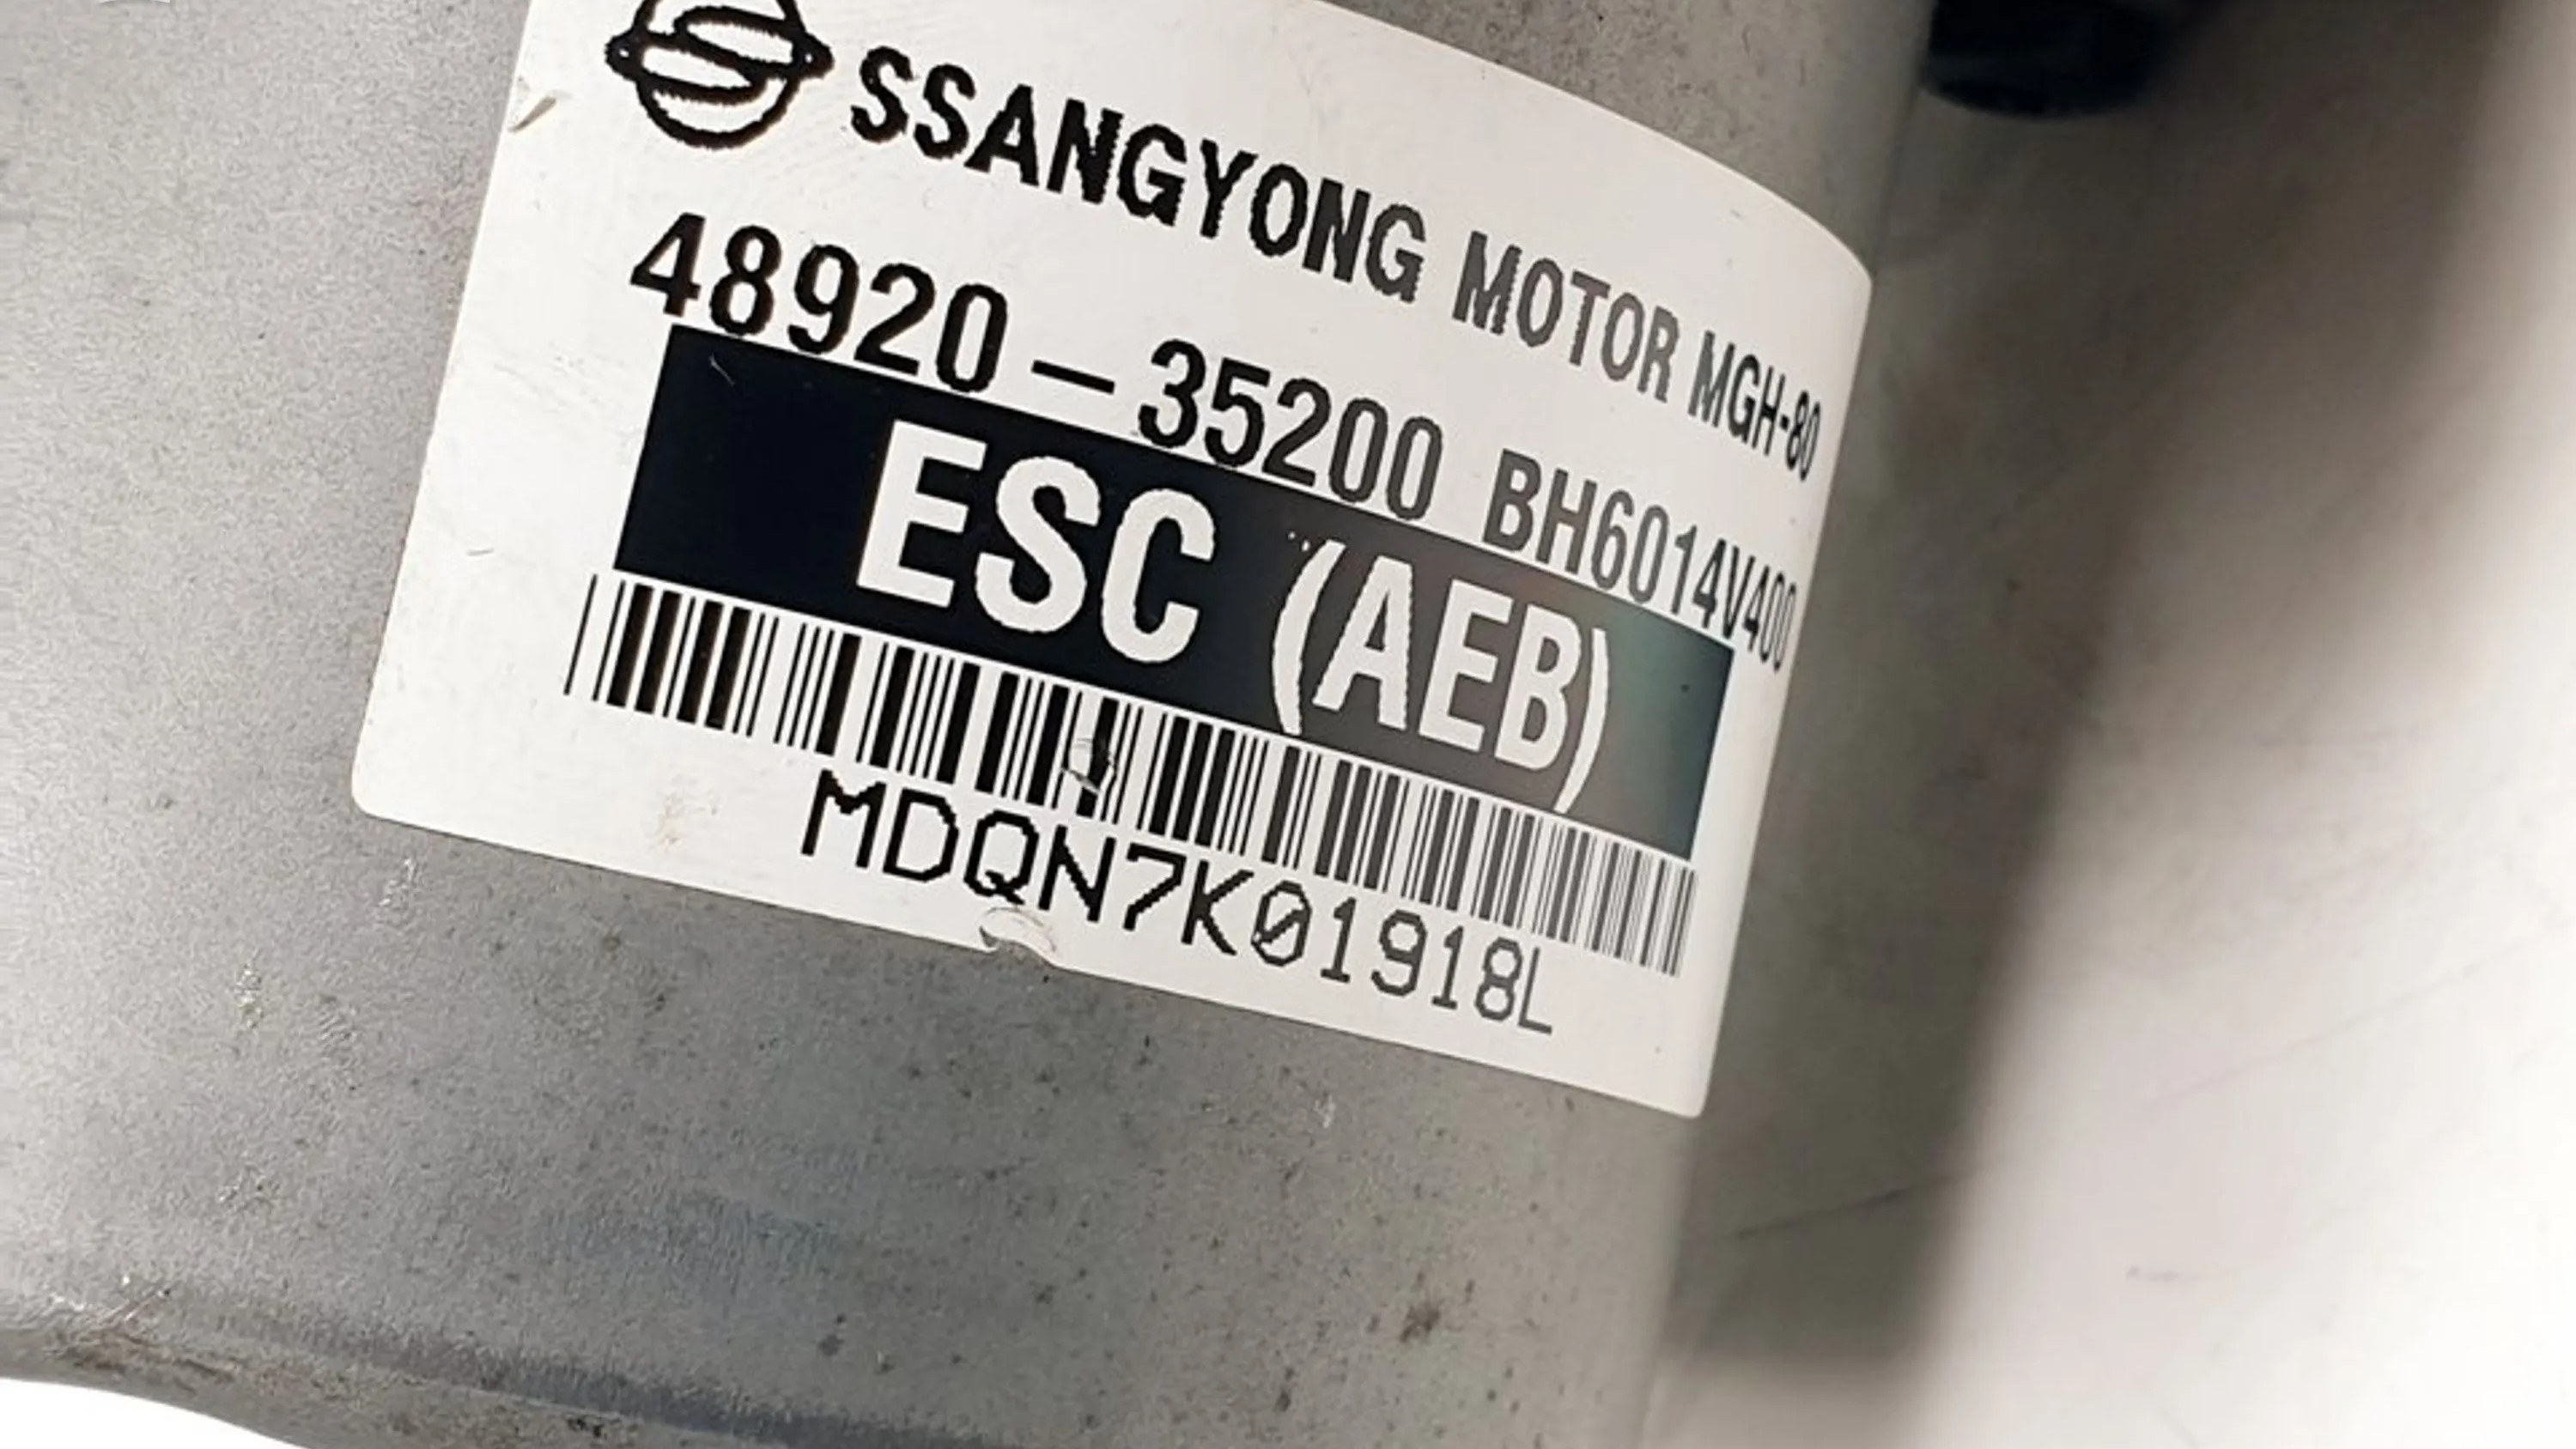 SSANGYONG MOTOR MGH-80
48920-35200 BH6014V400
ESC (AEB)
MDQN7K01918L